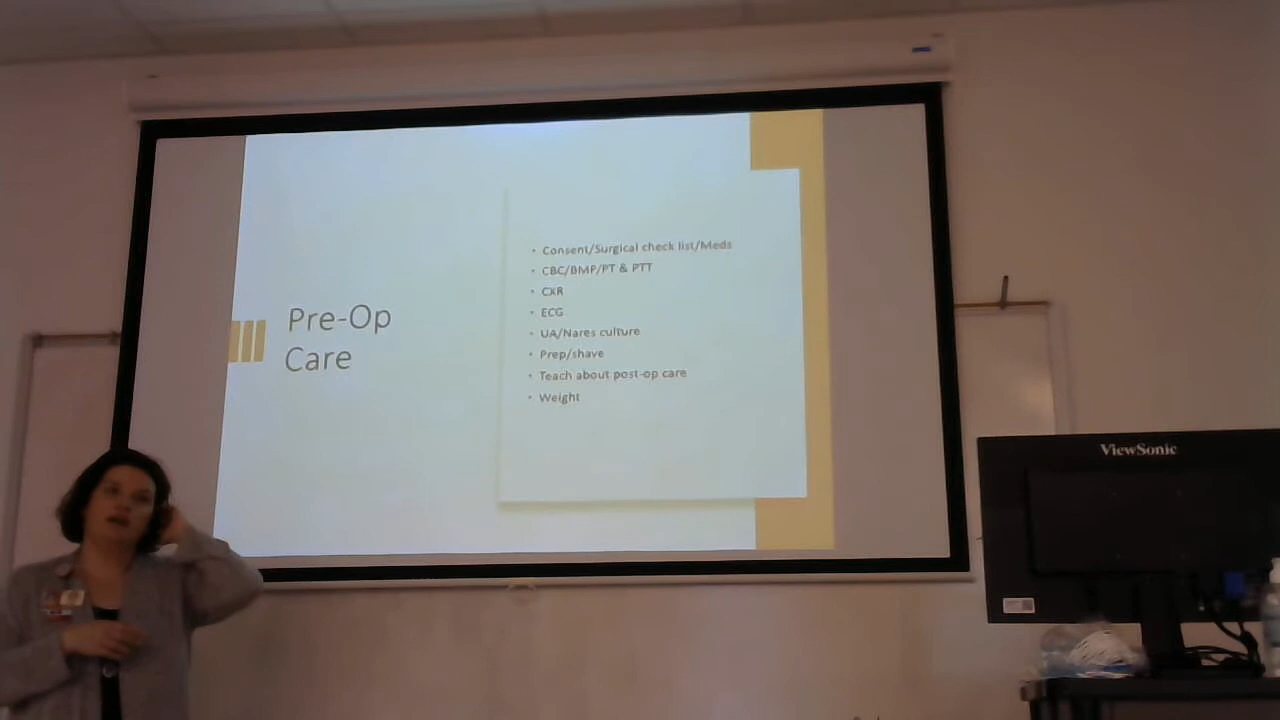 Pre-Op
Care
• Consent/Surgical check list/Meds
• CBC/BMP/PT & PTT
• CXR
• ECG
• UA/Nares culture
• Prep/shave
• Teach about post-op care
• Weight
ViewSonic